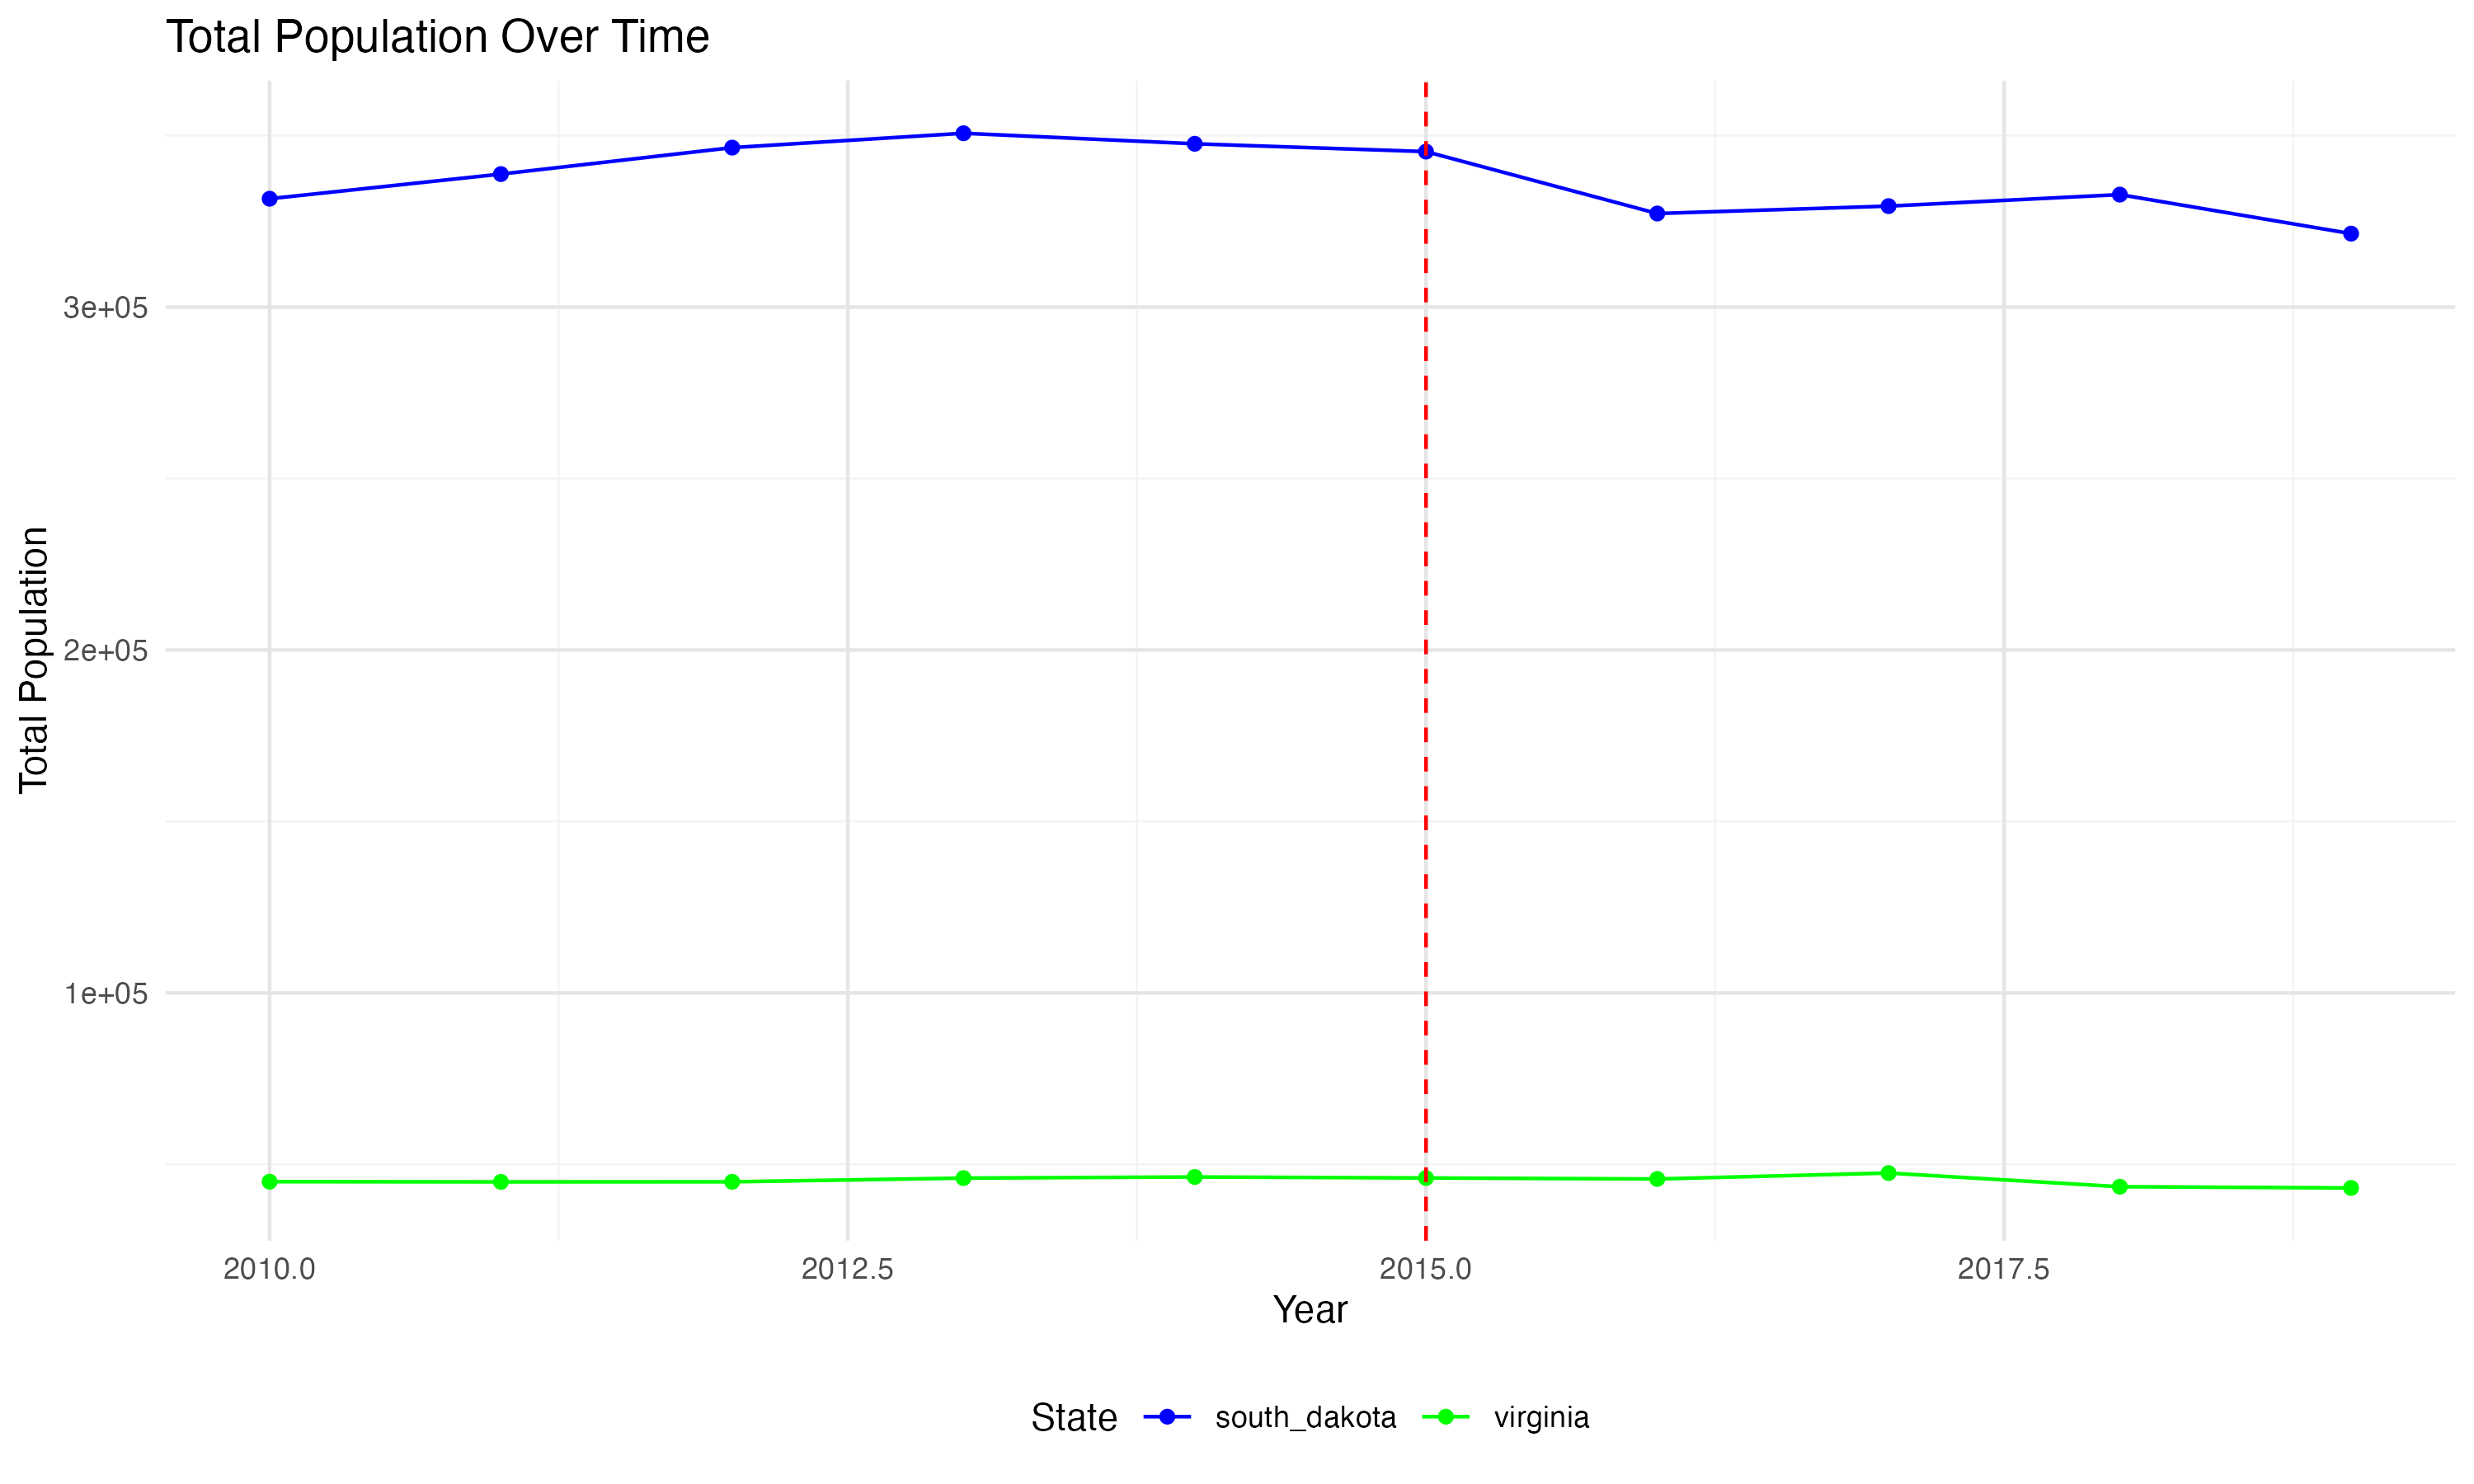 Total Population Over Time
Total Population
3e+05
2e+05
1e+05
2010.0 2012.5 2015.0 2017.5
Year
State south_dakota virginia